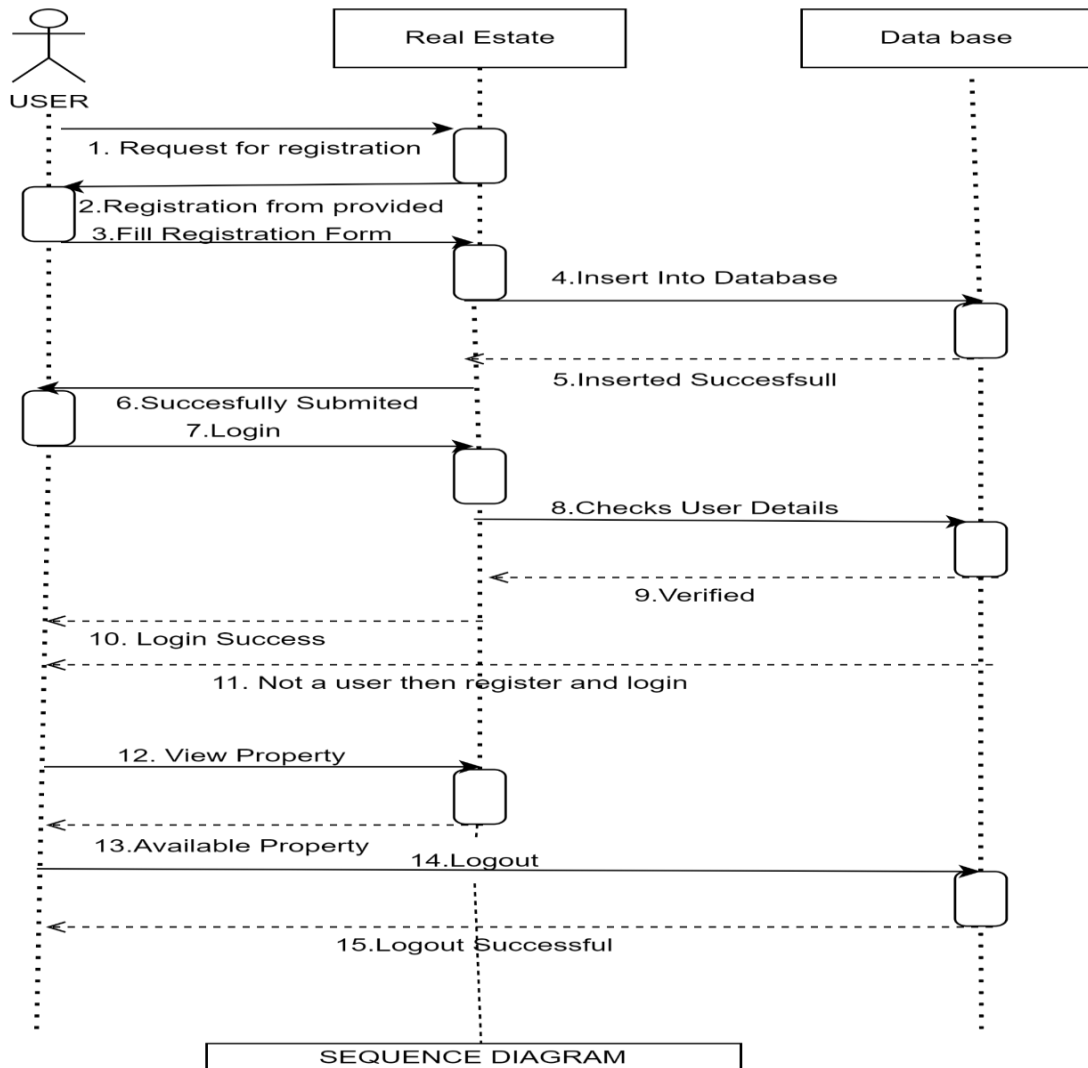 Real Estate
Data base
USER
1. Request for registration
2.Registration from provided
3.Fill Registration Form
4.Insert Into Database
5.Inserted Succesfsull
6.Succesfully Submited
7.Login
8.Checks User Details
9.Verified
10. Login Success
11. Not a user then register and login
12. View Property
13.Available Property
14.Logout
15.Logout Successful
SEQUENCE DIAGRAM